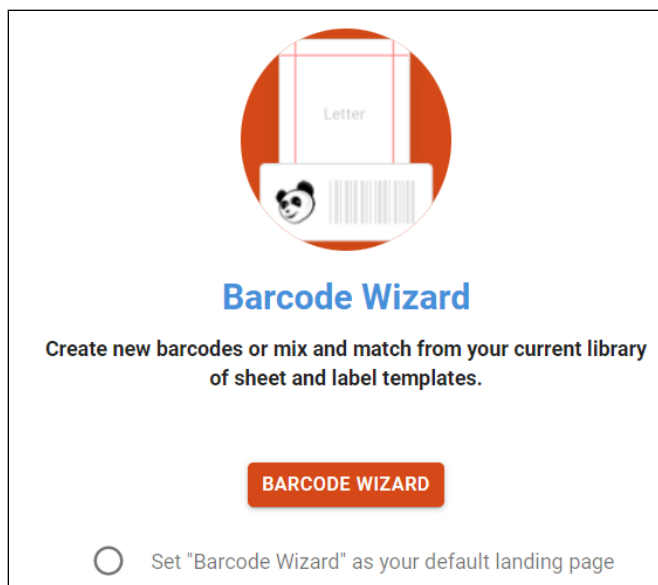 Letter
Barcode Wizard
Create new barcodes or mix and match from your current library
of sheet and label templates.
BARCODE WIZARD
Set "Barcode Wizard" as your default landing page